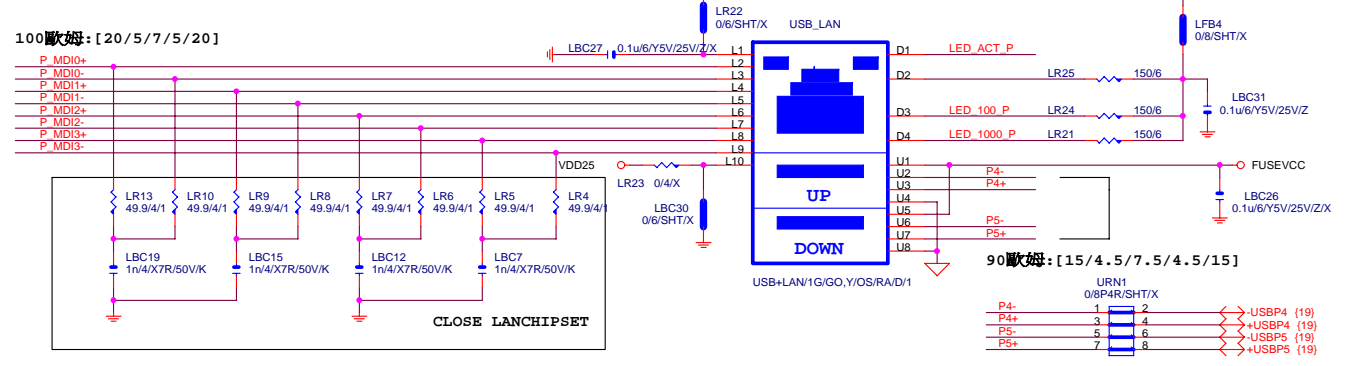 LR22
0/6/SHT/X
USB_LAN
LFB4
0/8/SHT/X
100歐姆:[20/5/7/5/20]
LBC27
0.1u/6/Y5V/25V/Z/X
L1
L2
L3
L4
L5
L6
L7
L8
L9
L10
P_MDI0+
P_MDI0-
P_MDI1+
P_MDI1-
P_MDI2+
P_MDI2-
P_MDI3+
P_MDI3-
D1
LED_ACT_P
D2
LR25
150/6
D3
LED_100_P
LR24
150/6
D4
LED_1000_P
LR21
150/6
LBC31
0.1u/6/Y5V/25V/Z
VDD25
LR23
0/4/X
LBC30
0/6/SHT/X
U1
U2
U3
U4
U5
U6
U7
U8
P4-
P4+
P5-
P5+
FUSEVCC
LBC26
0.1u/6/Y5V/25V/Z/X
UP
DOWN
USB+LAN/1G/GO,Y/OS/RA/D/1
LR13
49.9/4/1
LR10
49.9/4/1
LR9
49.9/4/1
LR8
49.9/4/1
LR7
49.9/4/1
LR6
49.9/4/1
LR5
49.9/4/1
LR4
49.9/4/1
LBC19
1n/4/X7R/50V/K
LBC15
1n/4/X7R/50V/K
LBC12
1n/4/X7R/50V/K
LBC7
1n/4/X7R/50V/K
CLOSE LANCHIPSET
90歐姆:[15/4.5/7.5/4.5/15]
URN1
0/8P4R/SHT/X
P4- 1 2 -USBP4 {19}
P4+ 3 4 +USBP4 {19}
P5- 5 6 -USBP5 {19}
P5+ 7 8 +USBP5 {19}